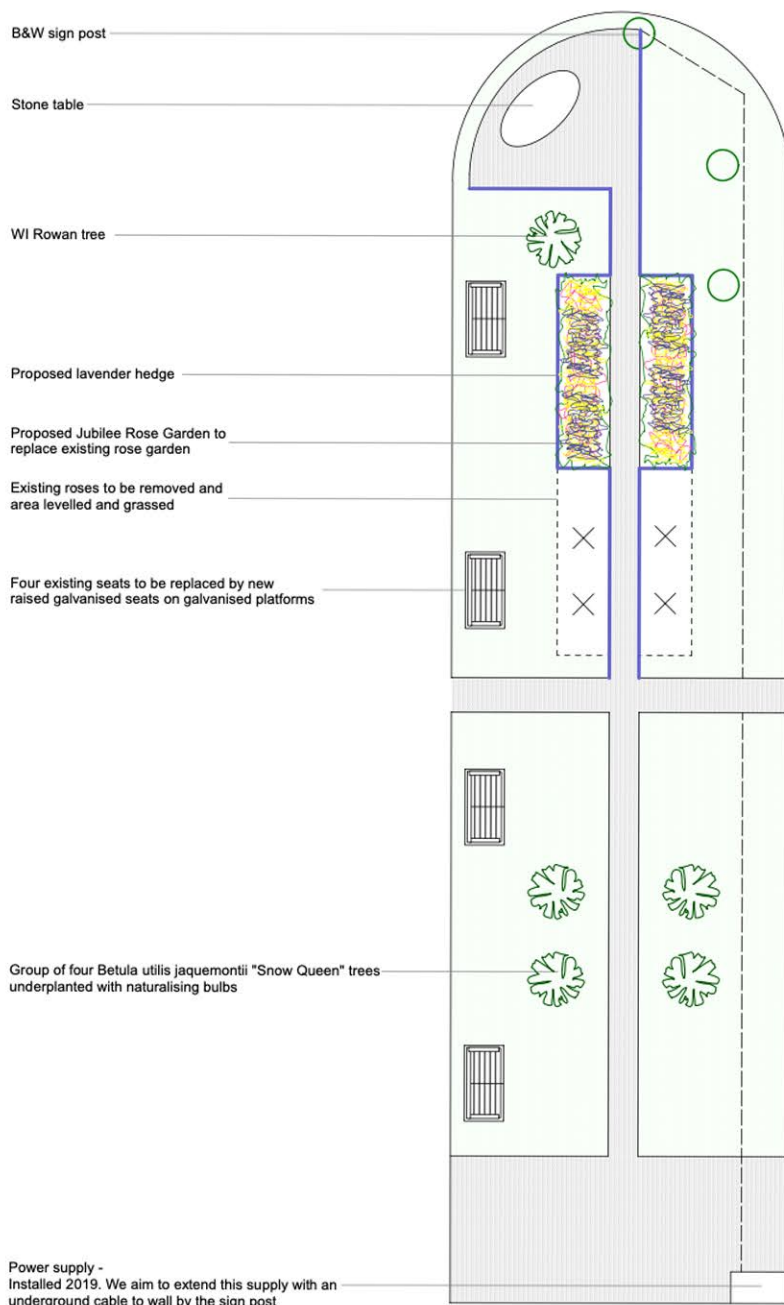 B&W sign post
Stone table
WI Rowan tree
Proposed lavender hedge
Proposed Jubilee Rose Garden to
replace existing rose garden
Existing roses to be removed and
area levelled and grassed
Four existing seats to be replaced by new
raised galvanised seats on galvanised platforms
Group of four Betula utilis jaquemontii "Snow Queen" trees
underplanted with naturalising bulbs
Power supply -
Installed 2019. We aim to extend this supply with an
underground cable to wall by the sign post